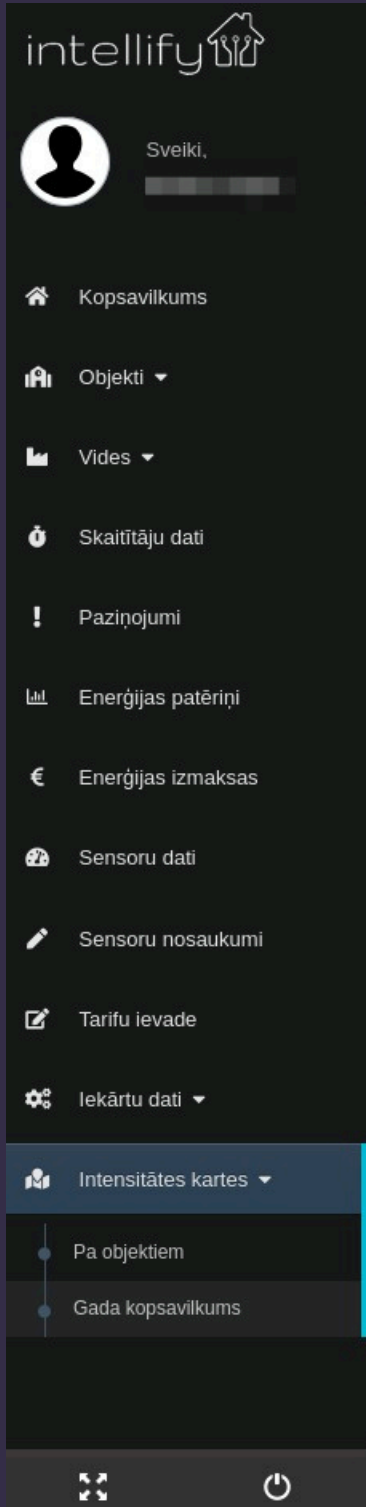 intellify
Sveiki,
Kopsavilkums
Objekti
Vides
Skaitītāju dati
Paziņojumi
Enerģijas patēriņi
Enerģijas izmaksas
Sensoru dati
Sensoru nosaukumi
Tarifu ievade
Iekārtu dati
Intensitātes kartes
Pa objektiem
Gada kopsavilkums